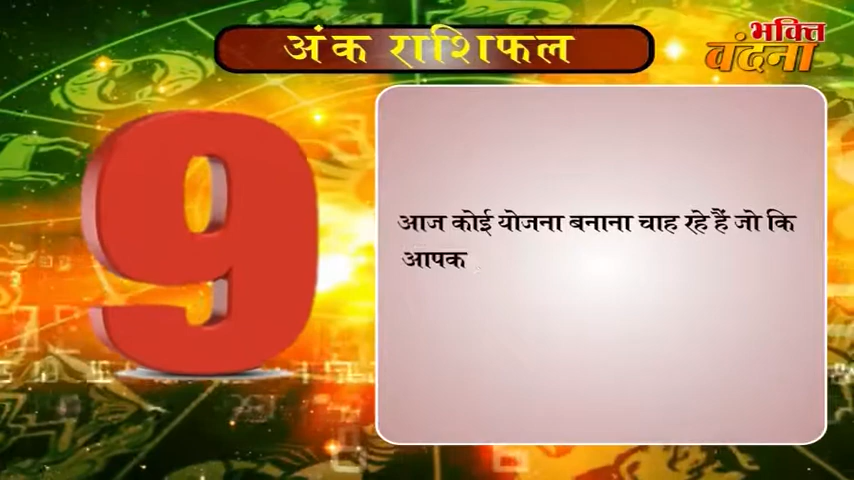 अंक राशिफल
भक्ति
वंदना
9
आज कोई योजना बनाना चाह रहे हैं जो कि
आपक